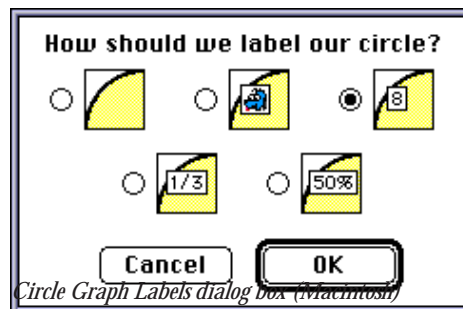 How should we label our circle?
8
1/3
50%
Cancel
OK
Circle Graph Labels dialog box (Macintosh)